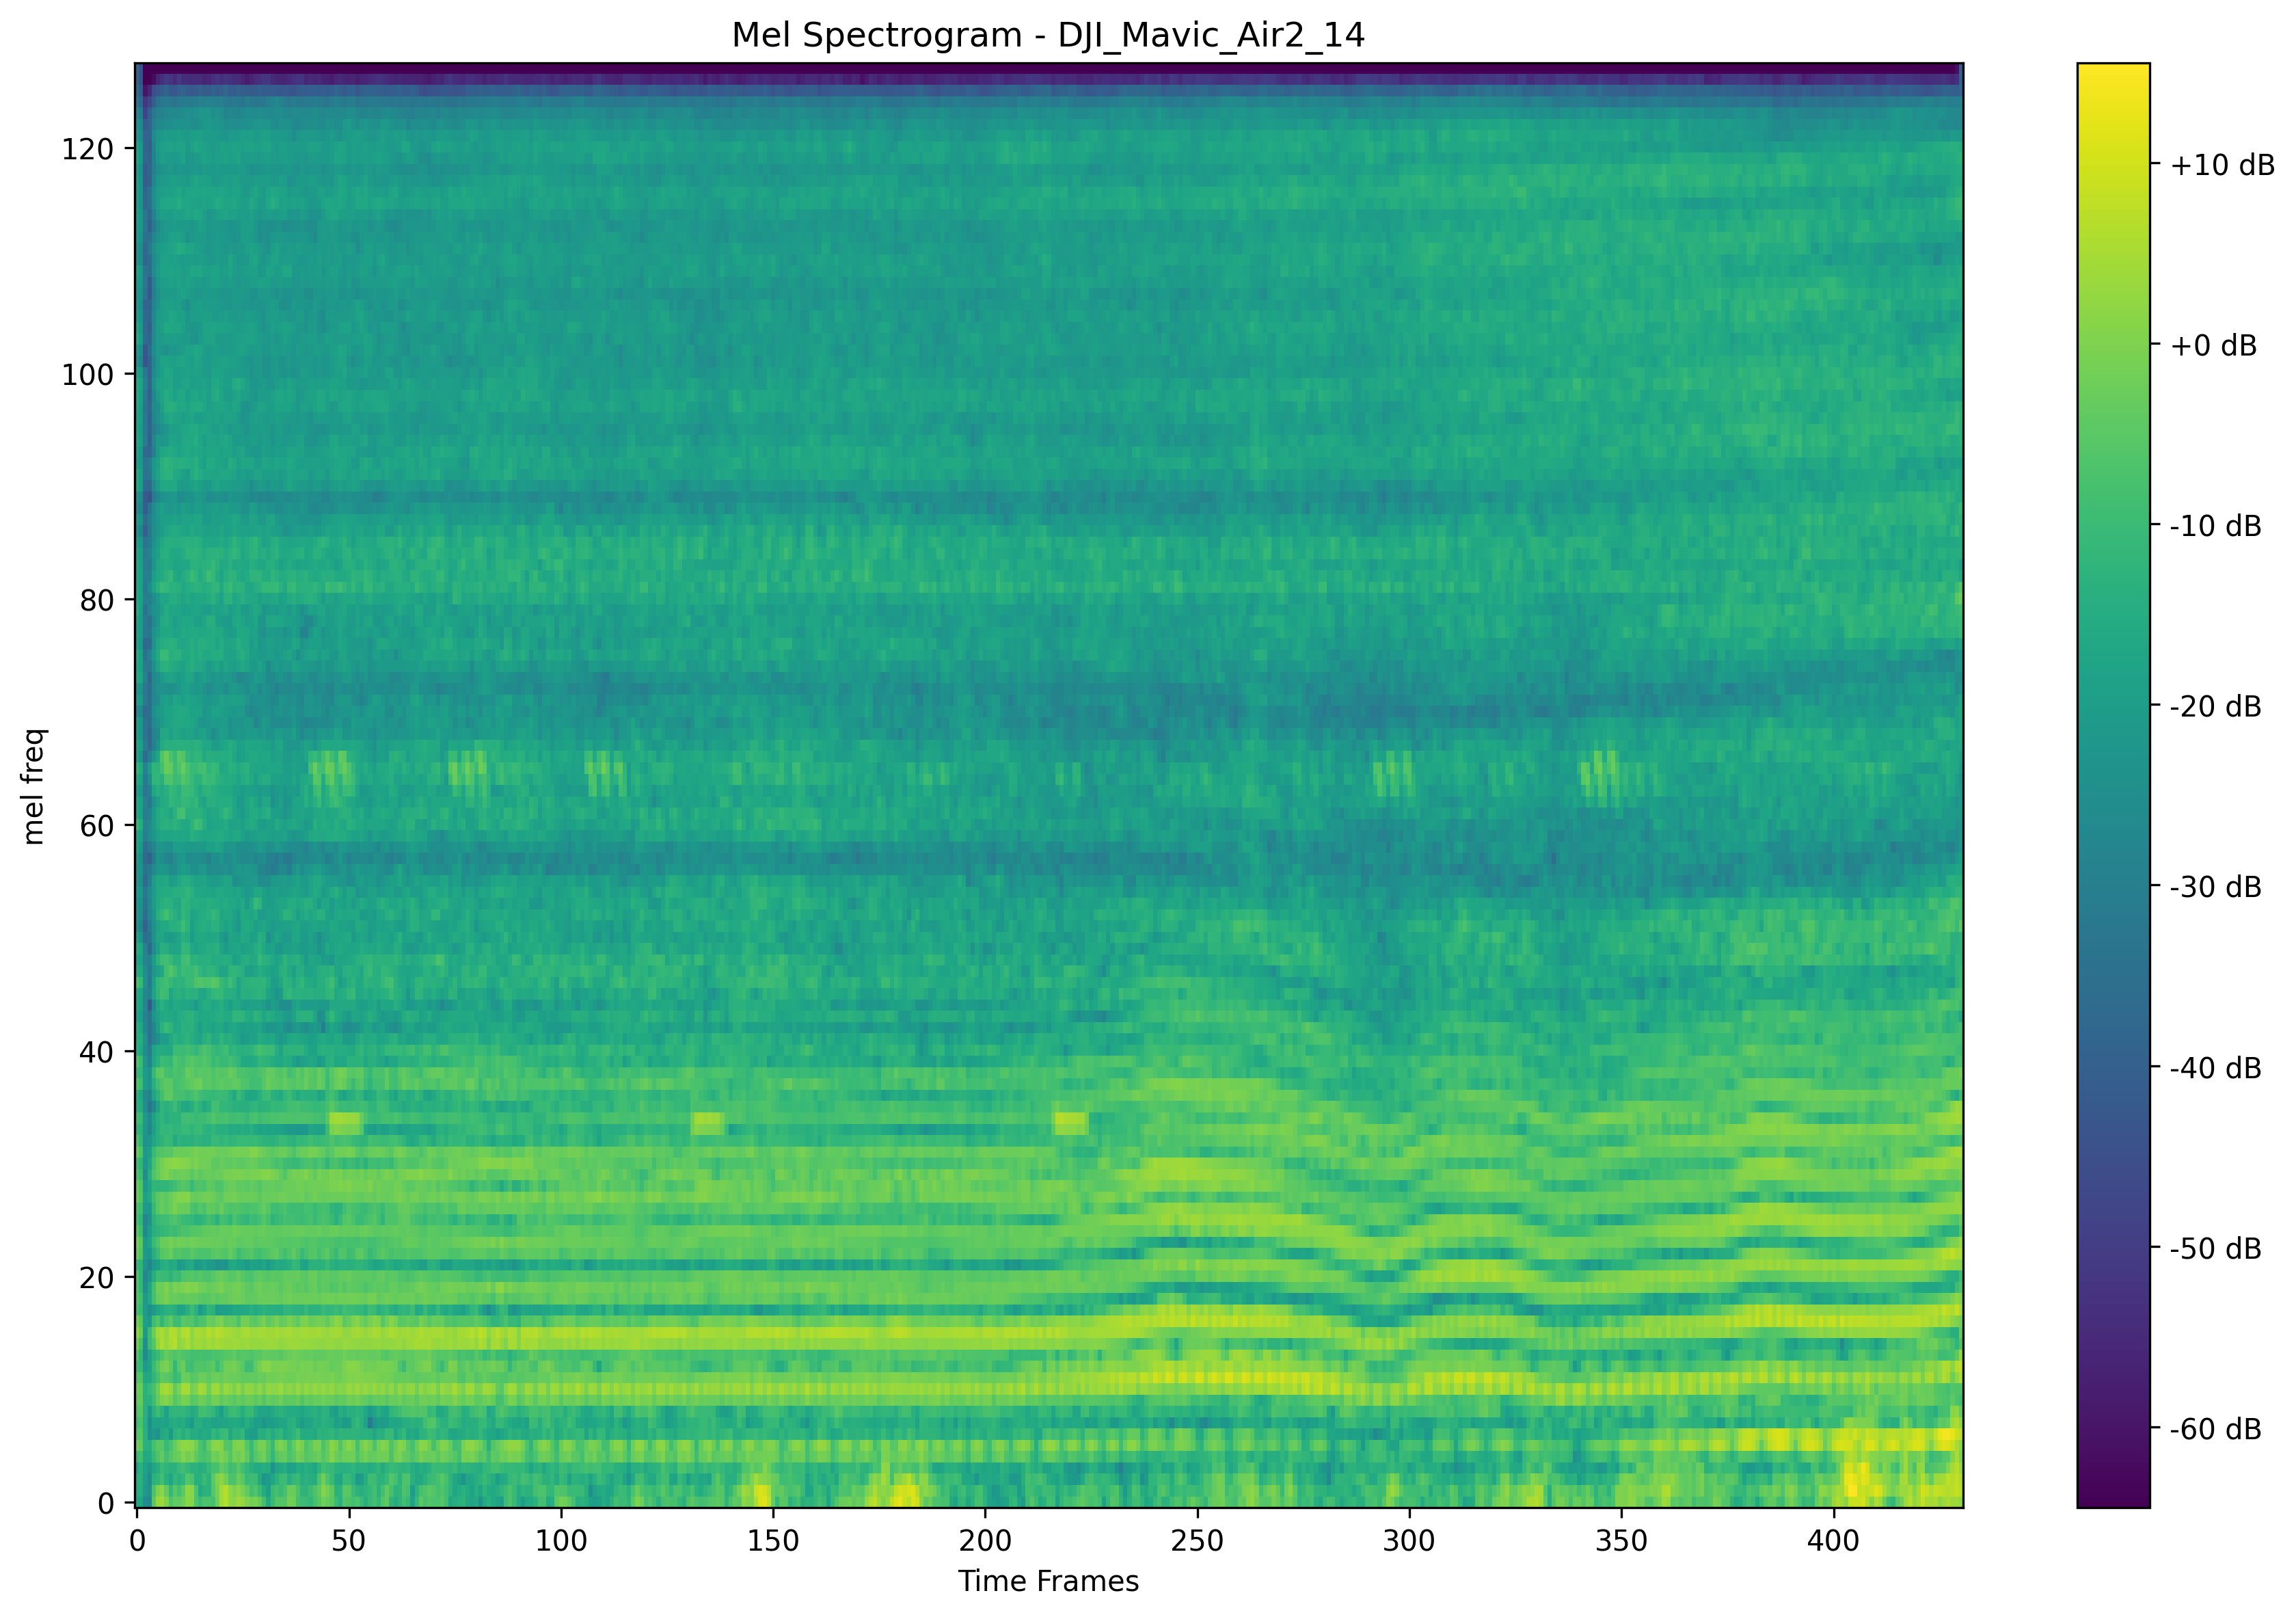 Mel Spectrogram - DJI_Mavic_Air2_14
mel freq
120
100
80
60
40
20
0
0 50 100 150 200 250 300 350 400
Time Frames
+10 dB
+0 dB
-10 dB
-20 dB
-30 dB
-40 dB
-50 dB
-60 dB